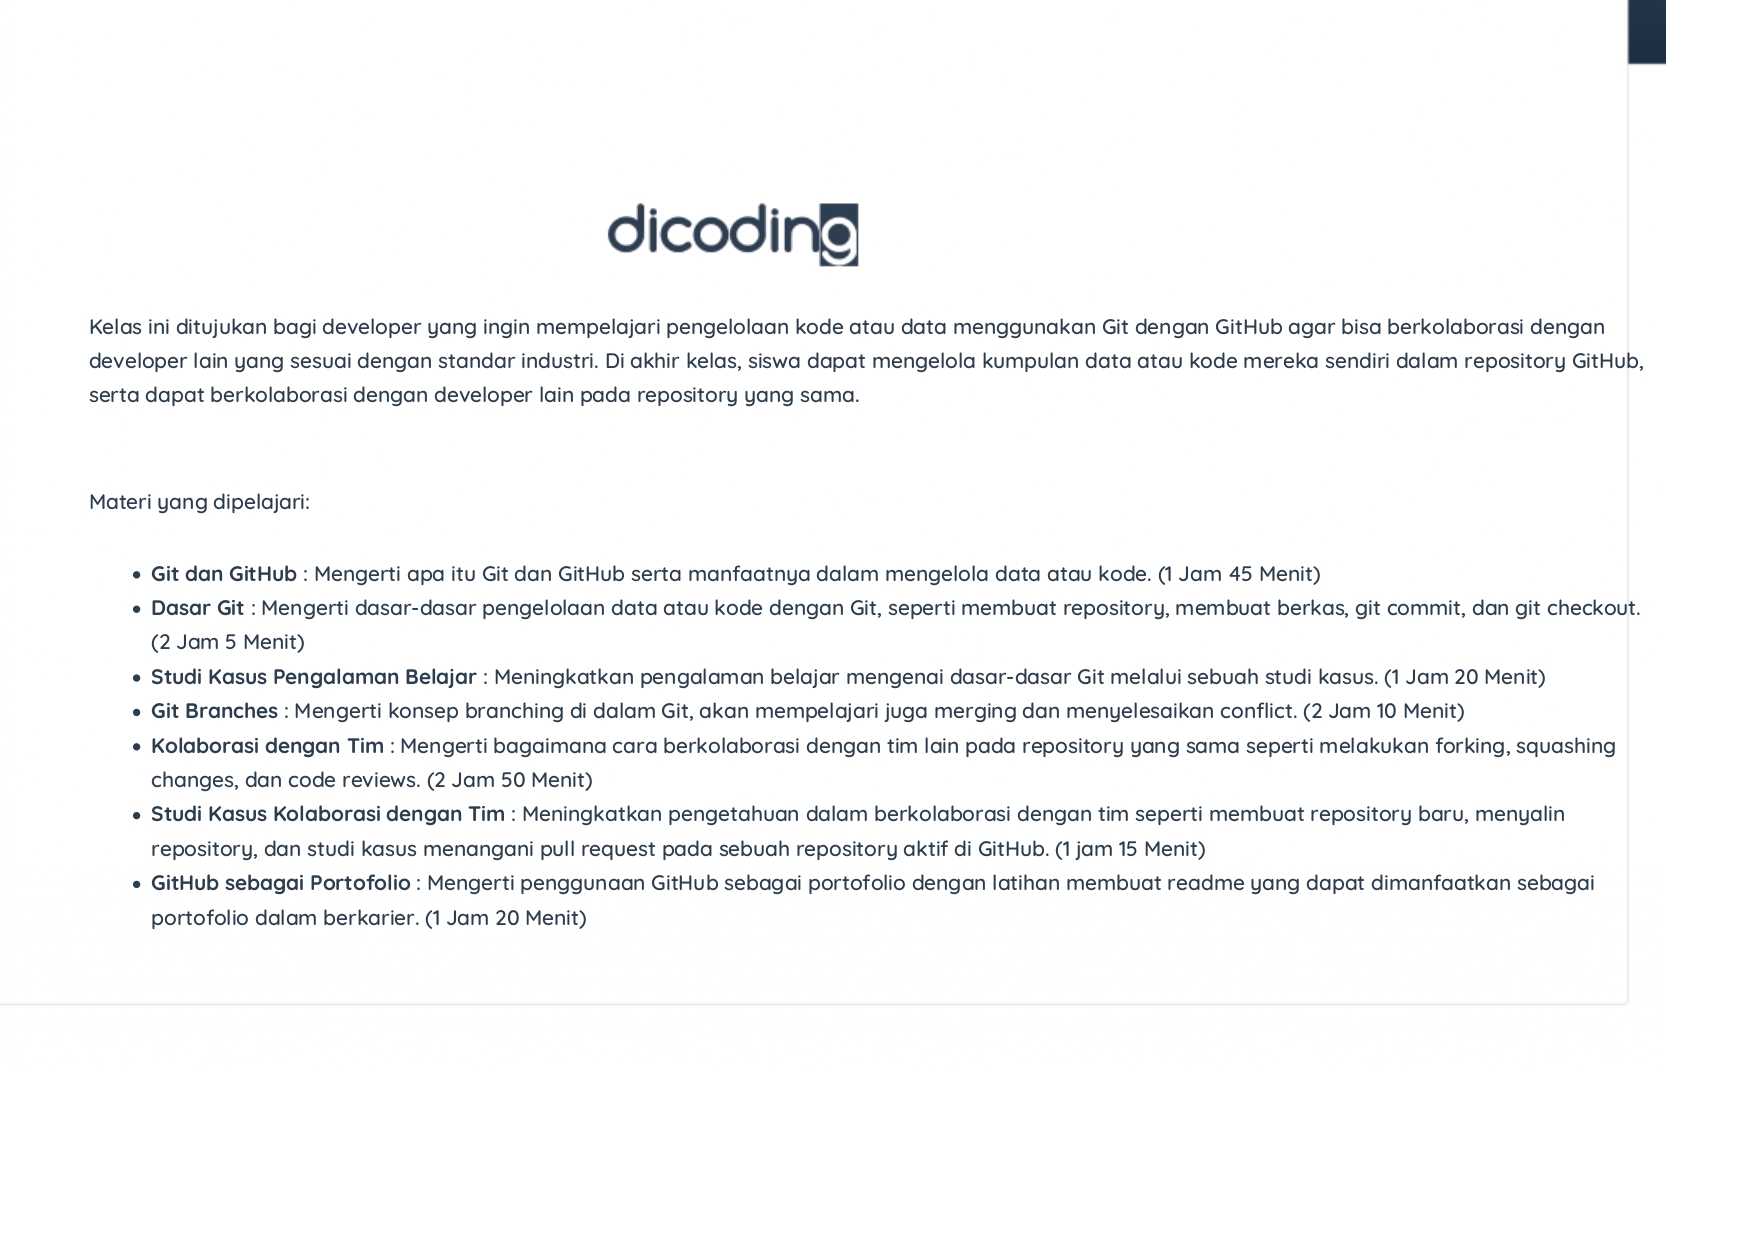 dicoding
Kelas ini ditujukan bagi developer yang ingin mempelajari pengelolaan kode atau data menggunakan Git dengan GitHub agar bisa berkolaborasi dengan
developer lain yang sesuai dengan standar industri. Di akhir kelas, siswa dapat mengelola kumpulan data atau kode mereka sendiri dalam repository GitHub,
serta dapat berkolaborasi dengan developer lain pada repository yang sama.
Materi yang dipelajari:
• Git dan GitHub : Mengerti apa itu Git dan GitHub serta manfaatnya dalam mengelola data atau kode. (1 Jam 45 Menit)
• Dasar Git : Mengerti dasar-dasar pengelolaan data atau kode dengan Git, seperti membuat repository, membuat berkas, git commit, dan git checkout.
(2 Jam 5 Menit)
• Studi Kasus Pengalaman Belajar : Meningkatkan pengalaman belajar mengenai dasar-dasar Git melalui sebuah studi kasus. (1 Jam 20 Menit)
• Git Branches : Mengerti konsep branching di dalam Git, akan mempelajari juga merging dan menyelesaikan conflict. (2 Jam 10 Menit)
• Kolaborasi dengan Tim : Mengerti bagaimana cara berkolaborasi dengan tim lain pada repository yang sama seperti melakukan forking, squashing
changes, dan code reviews. (2 Jam 50 Menit)
• Studi Kasus Kolaborasi dengan Tim : Meningkatkan pengetahuan dalam berkolaborasi dengan tim seperti membuat repository baru, menyalin
repository, dan studi kasus menangani pull request pada sebuah repository aktif di GitHub. (1 jam 15 Menit)
• GitHub sebagai Portofolio : Mengerti penggunaan GitHub sebagai portofolio dengan latihan membuat readme yang dapat dimanfaatkan sebagai
portofolio dalam berkarier. (1 Jam 20 Menit)